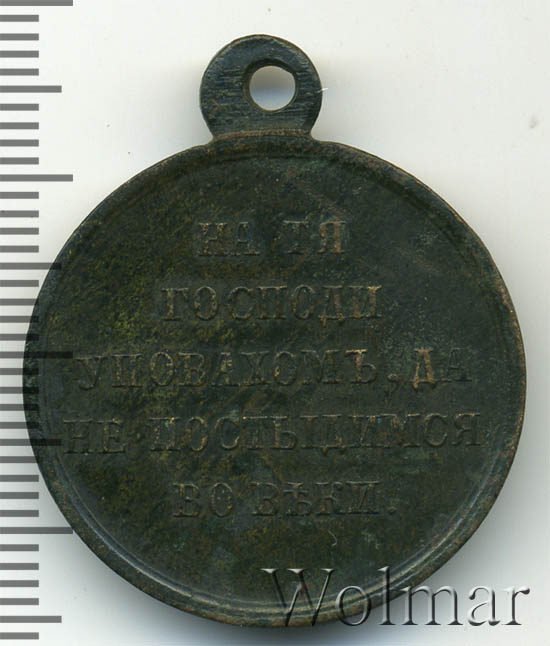 НА ТЯ
ГОСПОДИ
УПОВАХОМЪ, ДА
НЕ ПОСТЫДИМСЯ
ВО ВѢКИ.
Wolmar